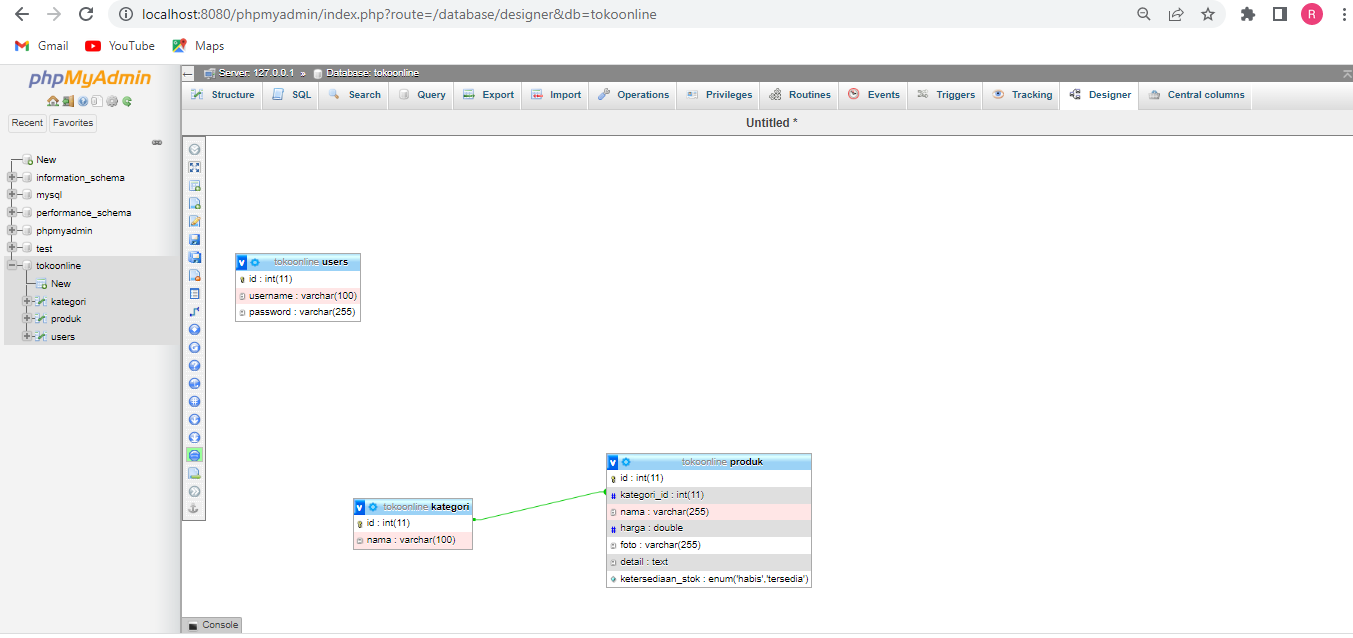 localhost:8080/phpmyadmin/index.php?route=/database/designer&db=tokoonline
R
Gmail YouTube Maps
phpMyAdmin
Server: 127.0.0.1 » Database: tokoonline
Structure SQL Search Query Export Import Operations Privileges Routines Events Triggers Tracking Designer Central columns
Recent Favorites
Untitled *
New
information_schema
mysql
performance_schema
phpmyadmin
test
tokoonline
New
kategori
produk
users
v tokoonline users
id : int(11)
username : varchar(100)
password : varchar(255)
v tokoonline kategori
id : int(11)
nama : varchar(100)
v tokoonline produk
id : int(11)
# kategori_id : int(11)
nama : varchar(255)
# harga : double
foto : varchar(255)
detail : text
ketersediaan_stok : enum('habis','tersedia')
Console